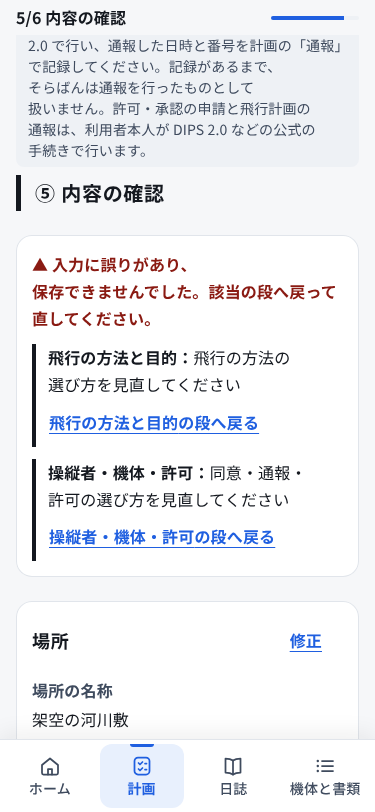 5/6 内容の確認
2.0 で行い、通報した日時と番号を計画の「通報」
で記録してください。記録があるまで、
そらばんは通報を行ったものとして
扱いません。許可・承認の申請と飛行計画の
通報は、利用者本人が DIPS 2.0 などの公式の
手続きで行います。
⑤ 内容の確認
▲ 入力に誤りがあり、
保存できませんでした。該当の段へ戻って
直してください。
飛行の方法と目的：飛行の方法の
選び方を見直してください
飛行の方法と目的の段へ戻る
操縦者・機体・許可：同意・通報・
許可の選び方を見直してください
操縦者・機体・許可の段へ戻る
場所 修正
場所の名称
架空の河川敷
ホーム 計画 日誌 機体と書類